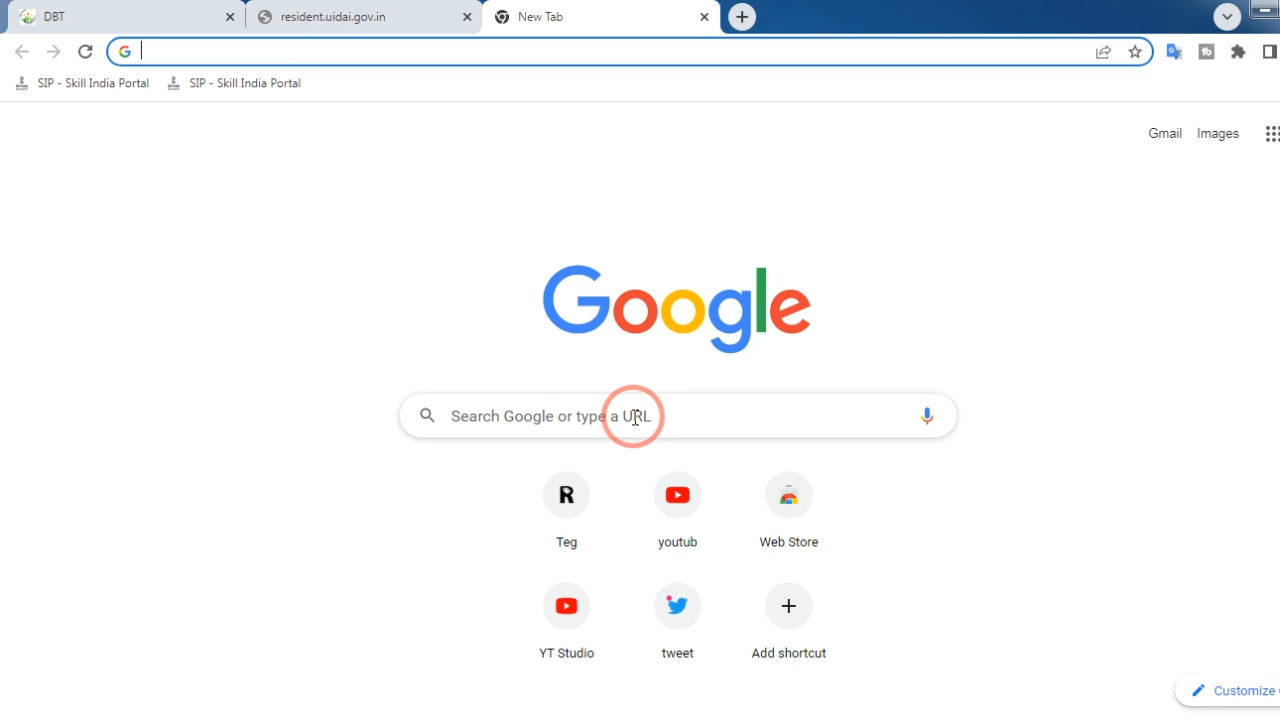 DBT
resident.uidai.gov.in
New Tab
SIP - Skill India Portal
SIP - Skill India Portal
Gmail
Images
Google
Search Google or type a URL
Teg
youtub
Web Store
YT Studio
tweet
Add shortcut
Customize